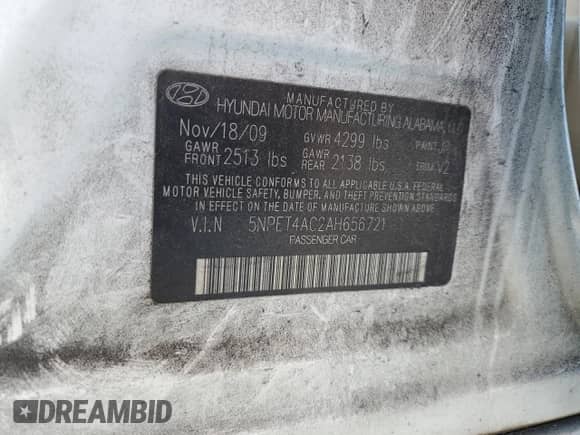 MANUFACTURED BY
HYUNDAI MOTOR MANUFACTURING ALABAMA, LLC
Nov/18/09 GVWR 4299 lbs PAINT
GAWR FRONT 2513 lbs GAWR REAR 2138 lbs TRIM V2
THIS VEHICLE CONFORMS TO ALL APPLICABLE U.S.A. FEDERAL
MOTOR VEHICLE SAFETY, BUMPER, AND THEFT PREVENTION STANDARDS
IN EFFECT ON THE DATE OF MANUFACTURE SHOWN ABOVE.
V.I.N 5NPET4AC2AH656721
PASSENGER CAR
DREAMBID